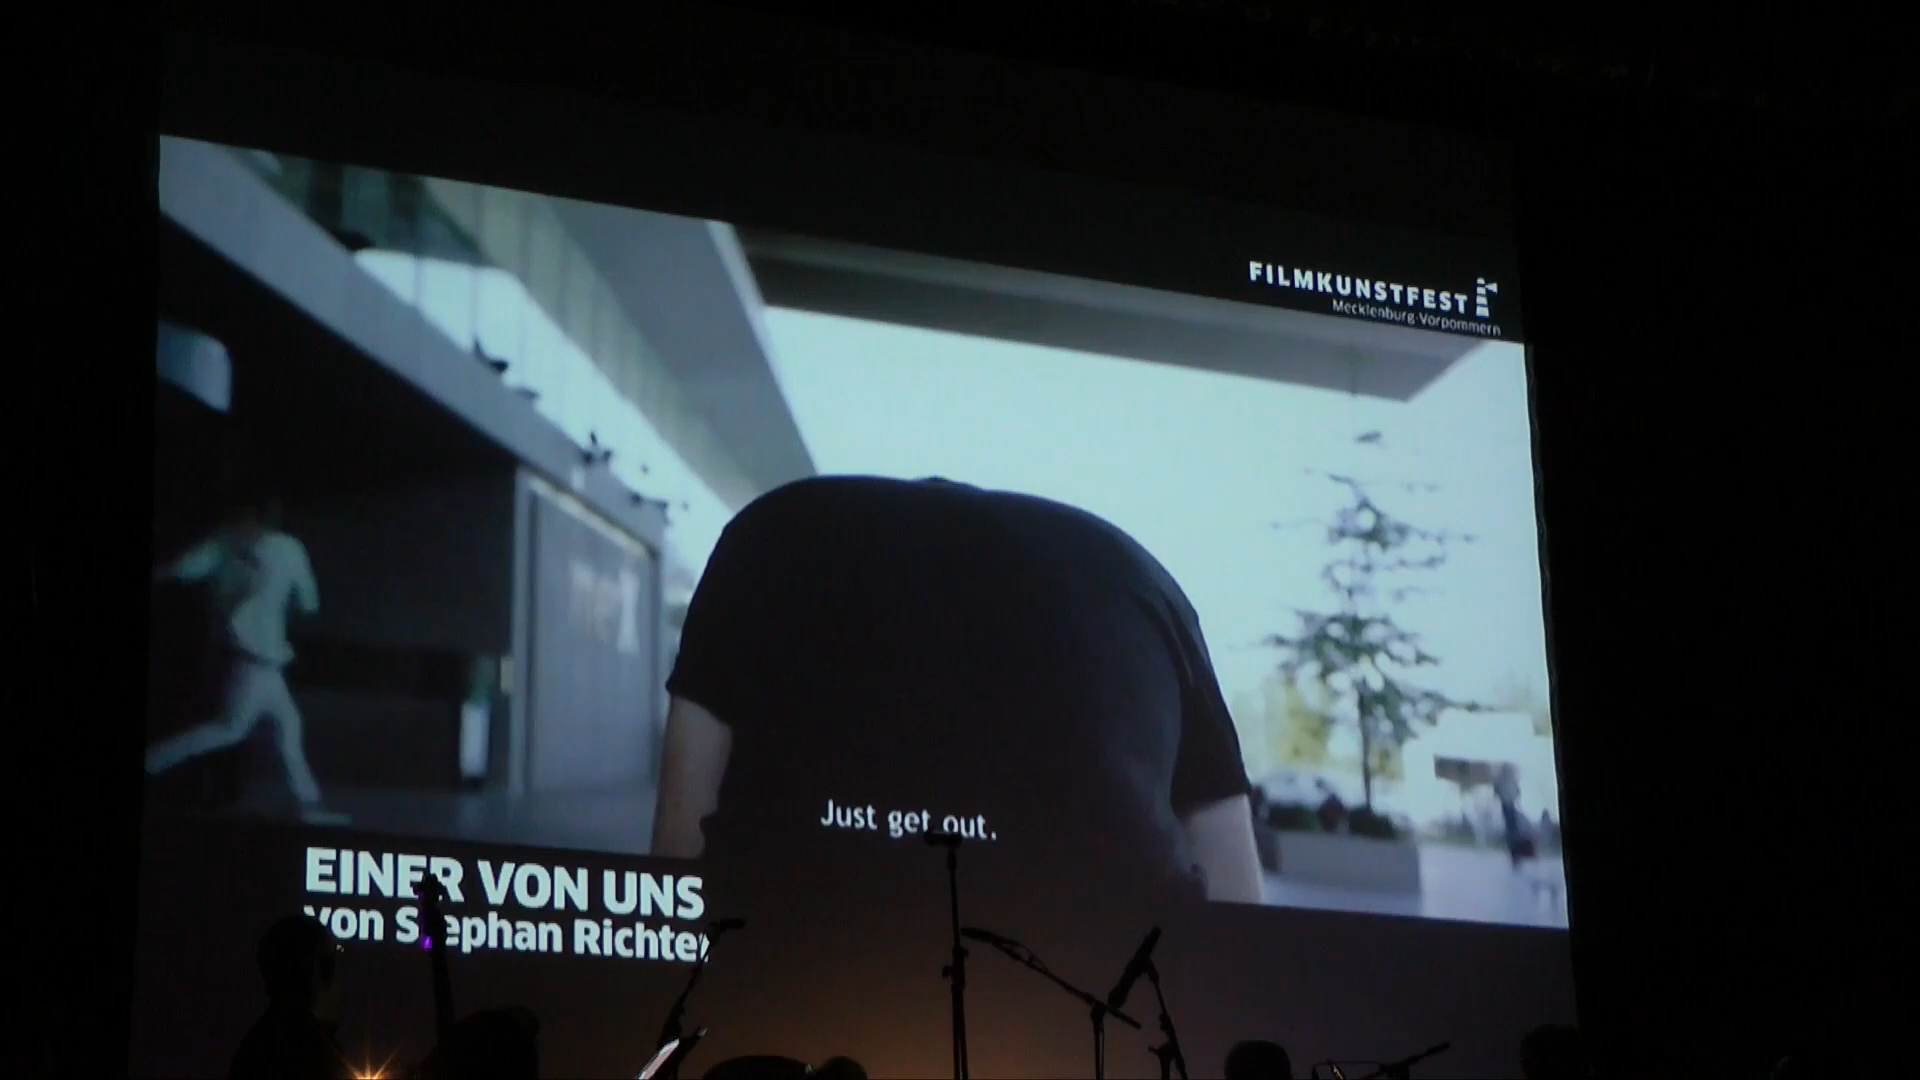 FILMKUNSTFEST
Mecklenburg-Vorpommern
Just get out.
EINER VON UNS
von Stephan Richter